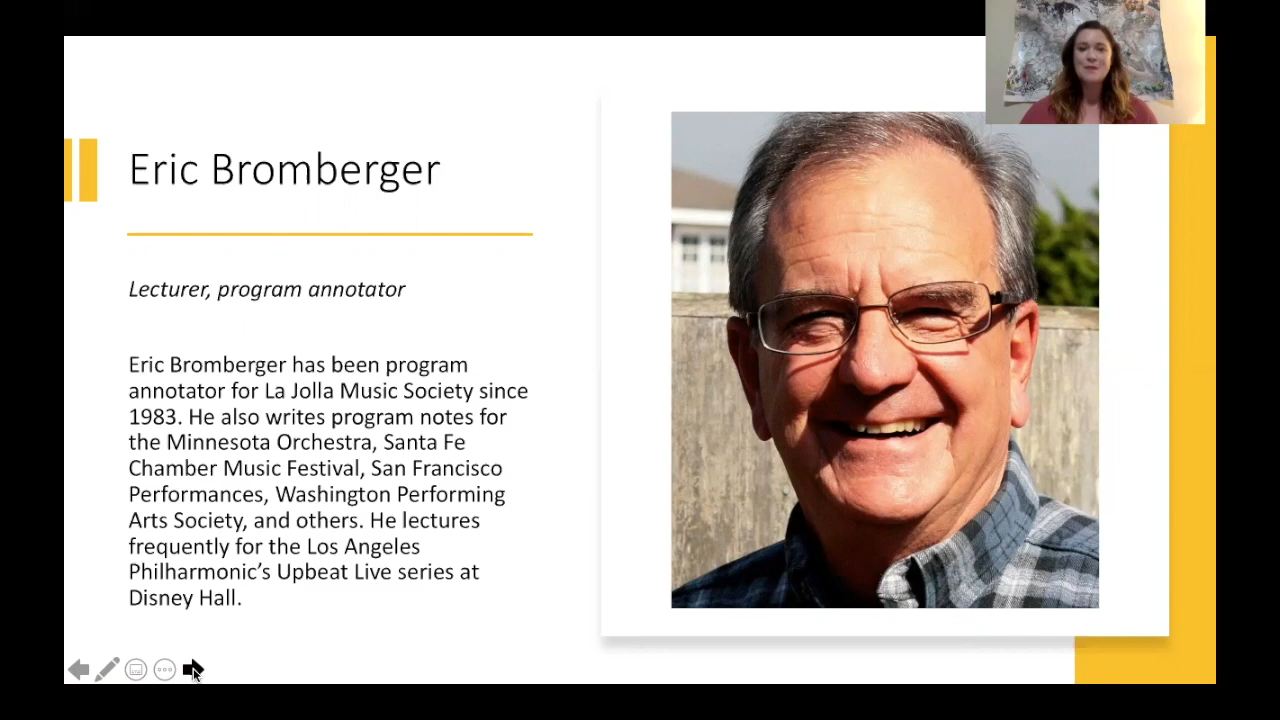 Eric Bromberger
Lecturer, program annotator
Eric Bromberger has been program
annotator for La Jolla Music Society since
1983. He also writes program notes for
the Minnesota Orchestra, Santa Fe
Chamber Music Festival, San Francisco
Performances, Washington Performing
Arts Society, and others. He lectures
frequently for the Los Angeles
Philharmonic’s Upbeat Live series at
Disney Hall.